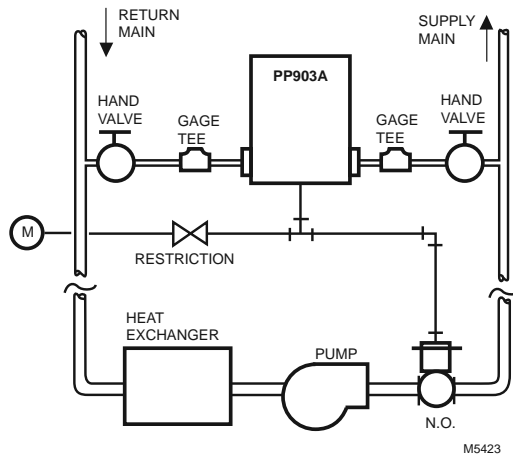 RETURN
MAIN
SUPPLY
MAIN
PP903A
HAND
VALVE
GAGE
TEE
GAGE
TEE
HAND
VALVE
M
RESTRICTION
HEAT
EXCHANGER
PUMP
N.O.
M5423